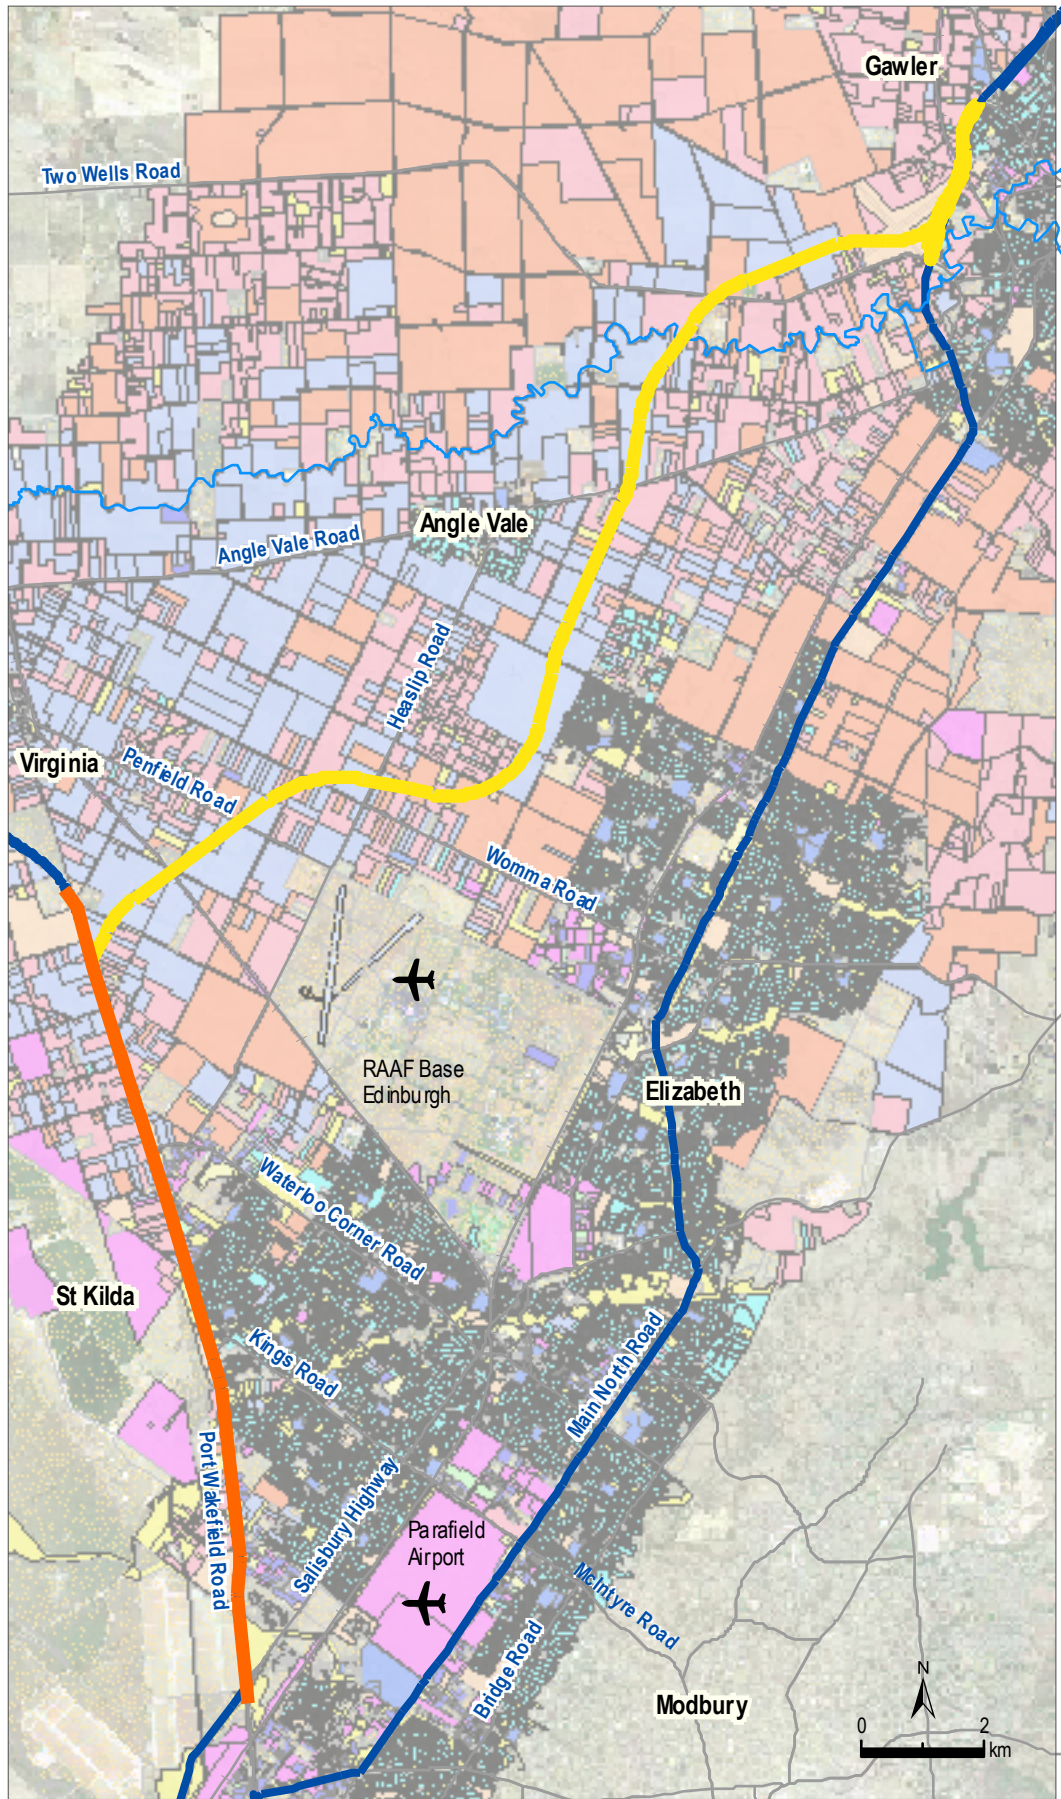 Gawler
Two Wells Road
Angle Vale
Angle Vale Road
Heaslip Road
Virginia
Penfield Road
Womma Road
RAAF Base
Edinburgh
Elizabeth
Waterloo Corner Road
St Kilda
Kings Road
Main North Road
Port Wakefield Road
Salisbury Highway
Parafield
Airport
McIntyre Road
Bridge Road
Modbury
N
0 2
km